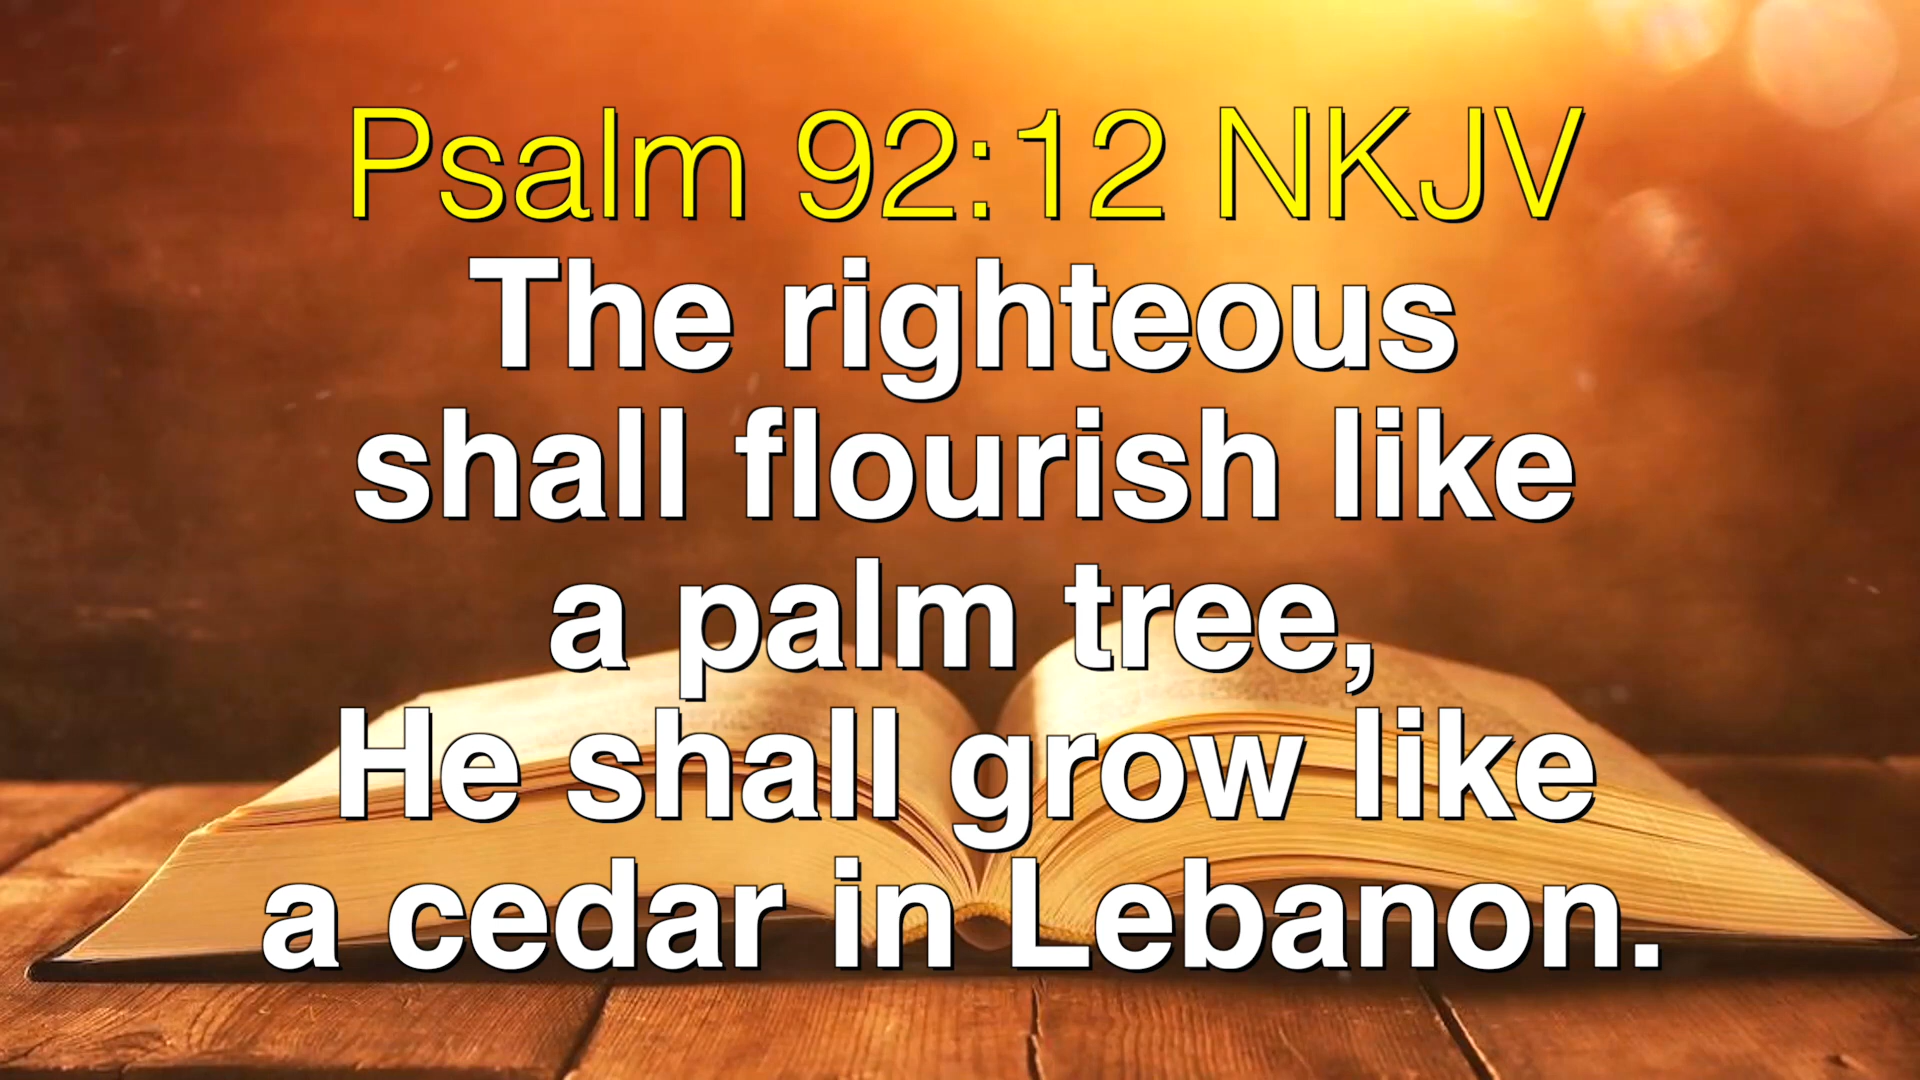 Psalm 92:12 NKJV
The righteous
shall flourish like
a palm tree,
He shall grow like
a cedar in Lebanon.